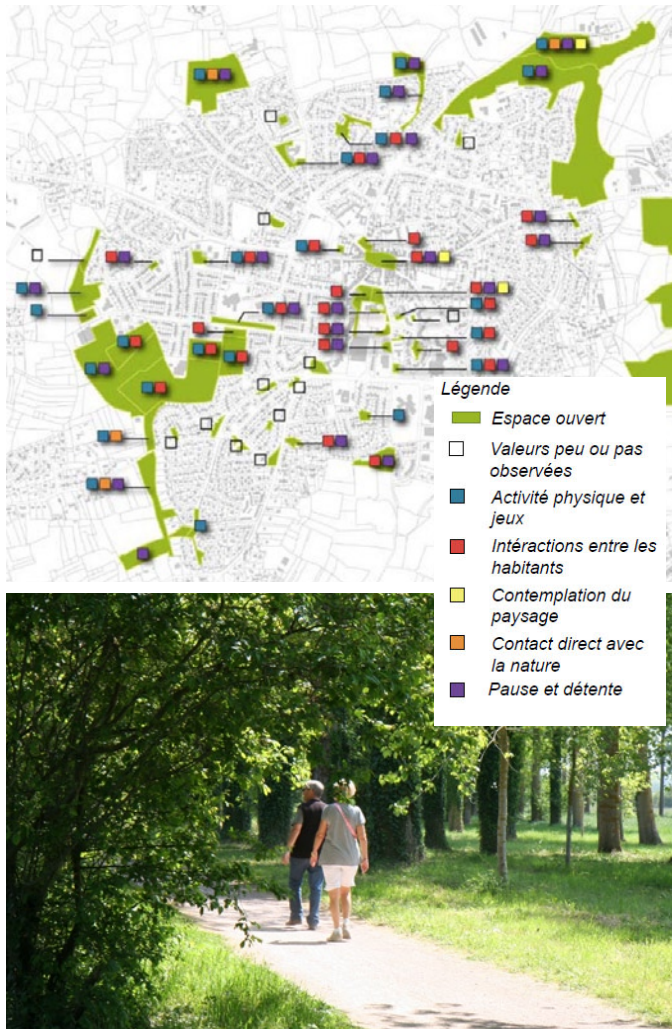 Légende
Espace ouvert
Valeurs peu ou pas
observées
Activité physique et
jeux
Intéractions entre les
habitants
Contemplation du
paysage
Contact direct avec
la nature
Pause et détente